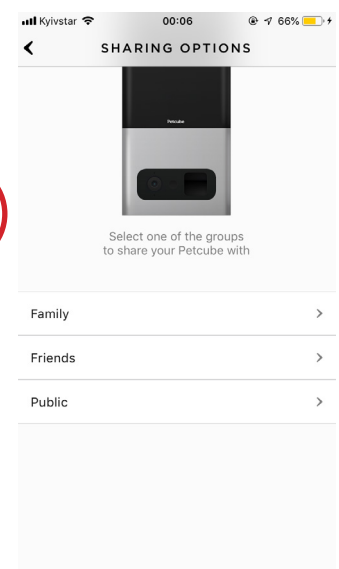 Kyivstar 00:06 66%
SHARING OPTIONS
Petcube
Select one of the groups
to share your Petcube with
Family
Friends
Public